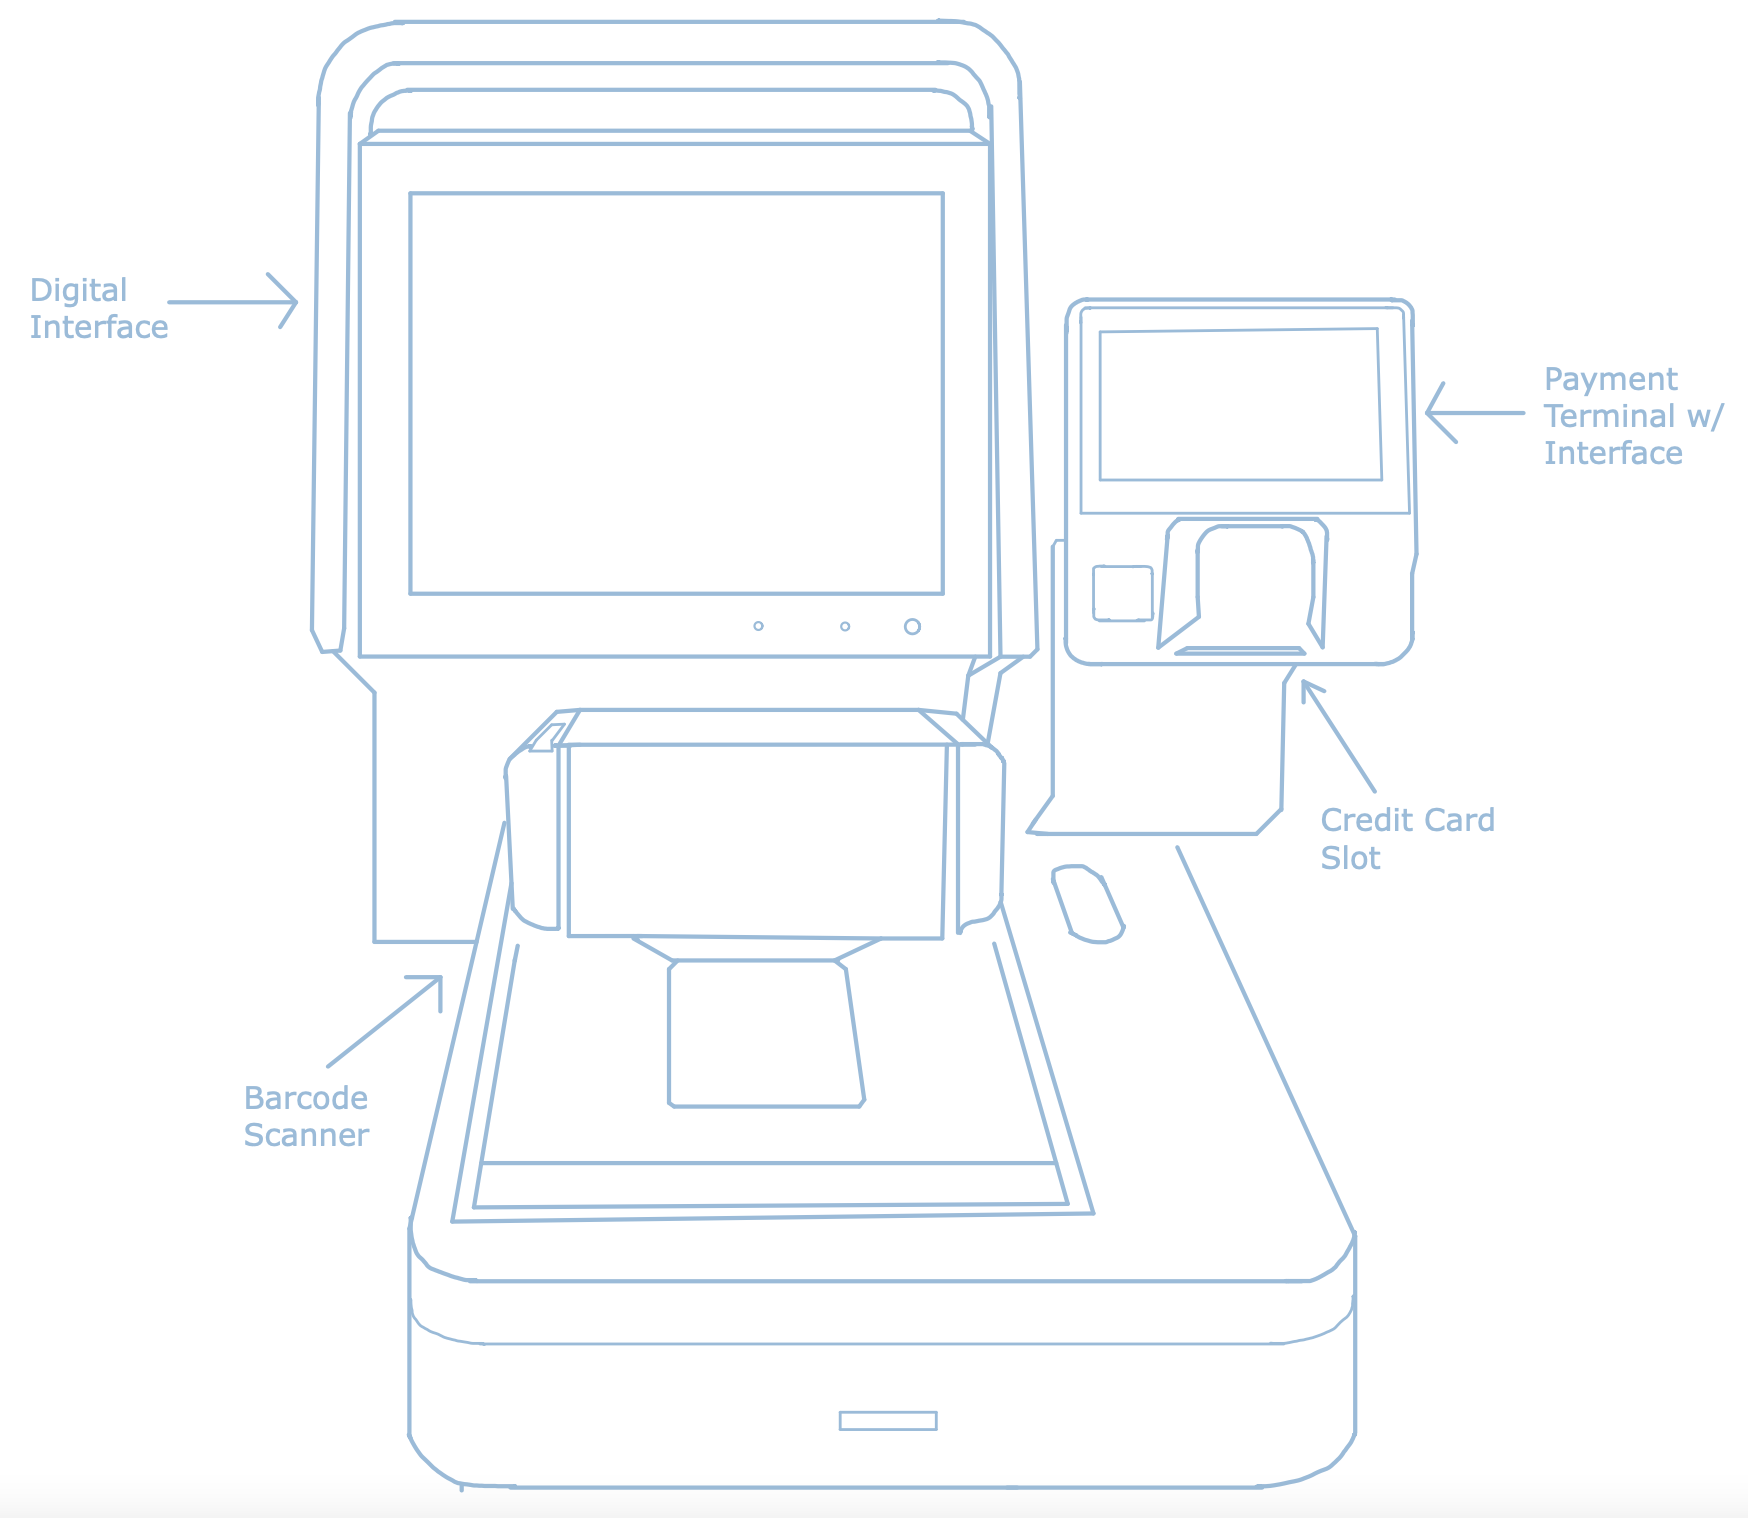 Digital
Interface
Payment
Terminal w/
Interface
Credit Card
Slot
Barcode
Scanner